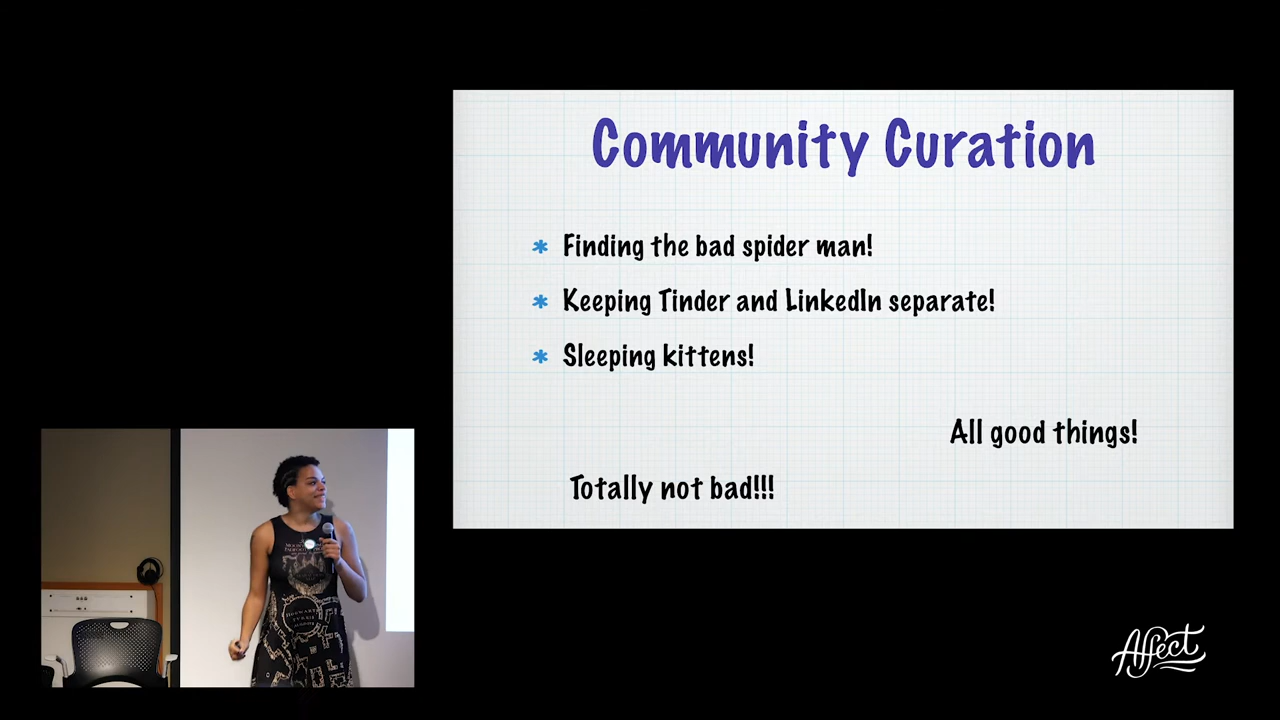 Community Curation
* Finding the bad spider man!
* Keeping Tinder and LinkedIn separate!
* Sleeping kittens!
All good things!
Totally not bad!!!
Affect